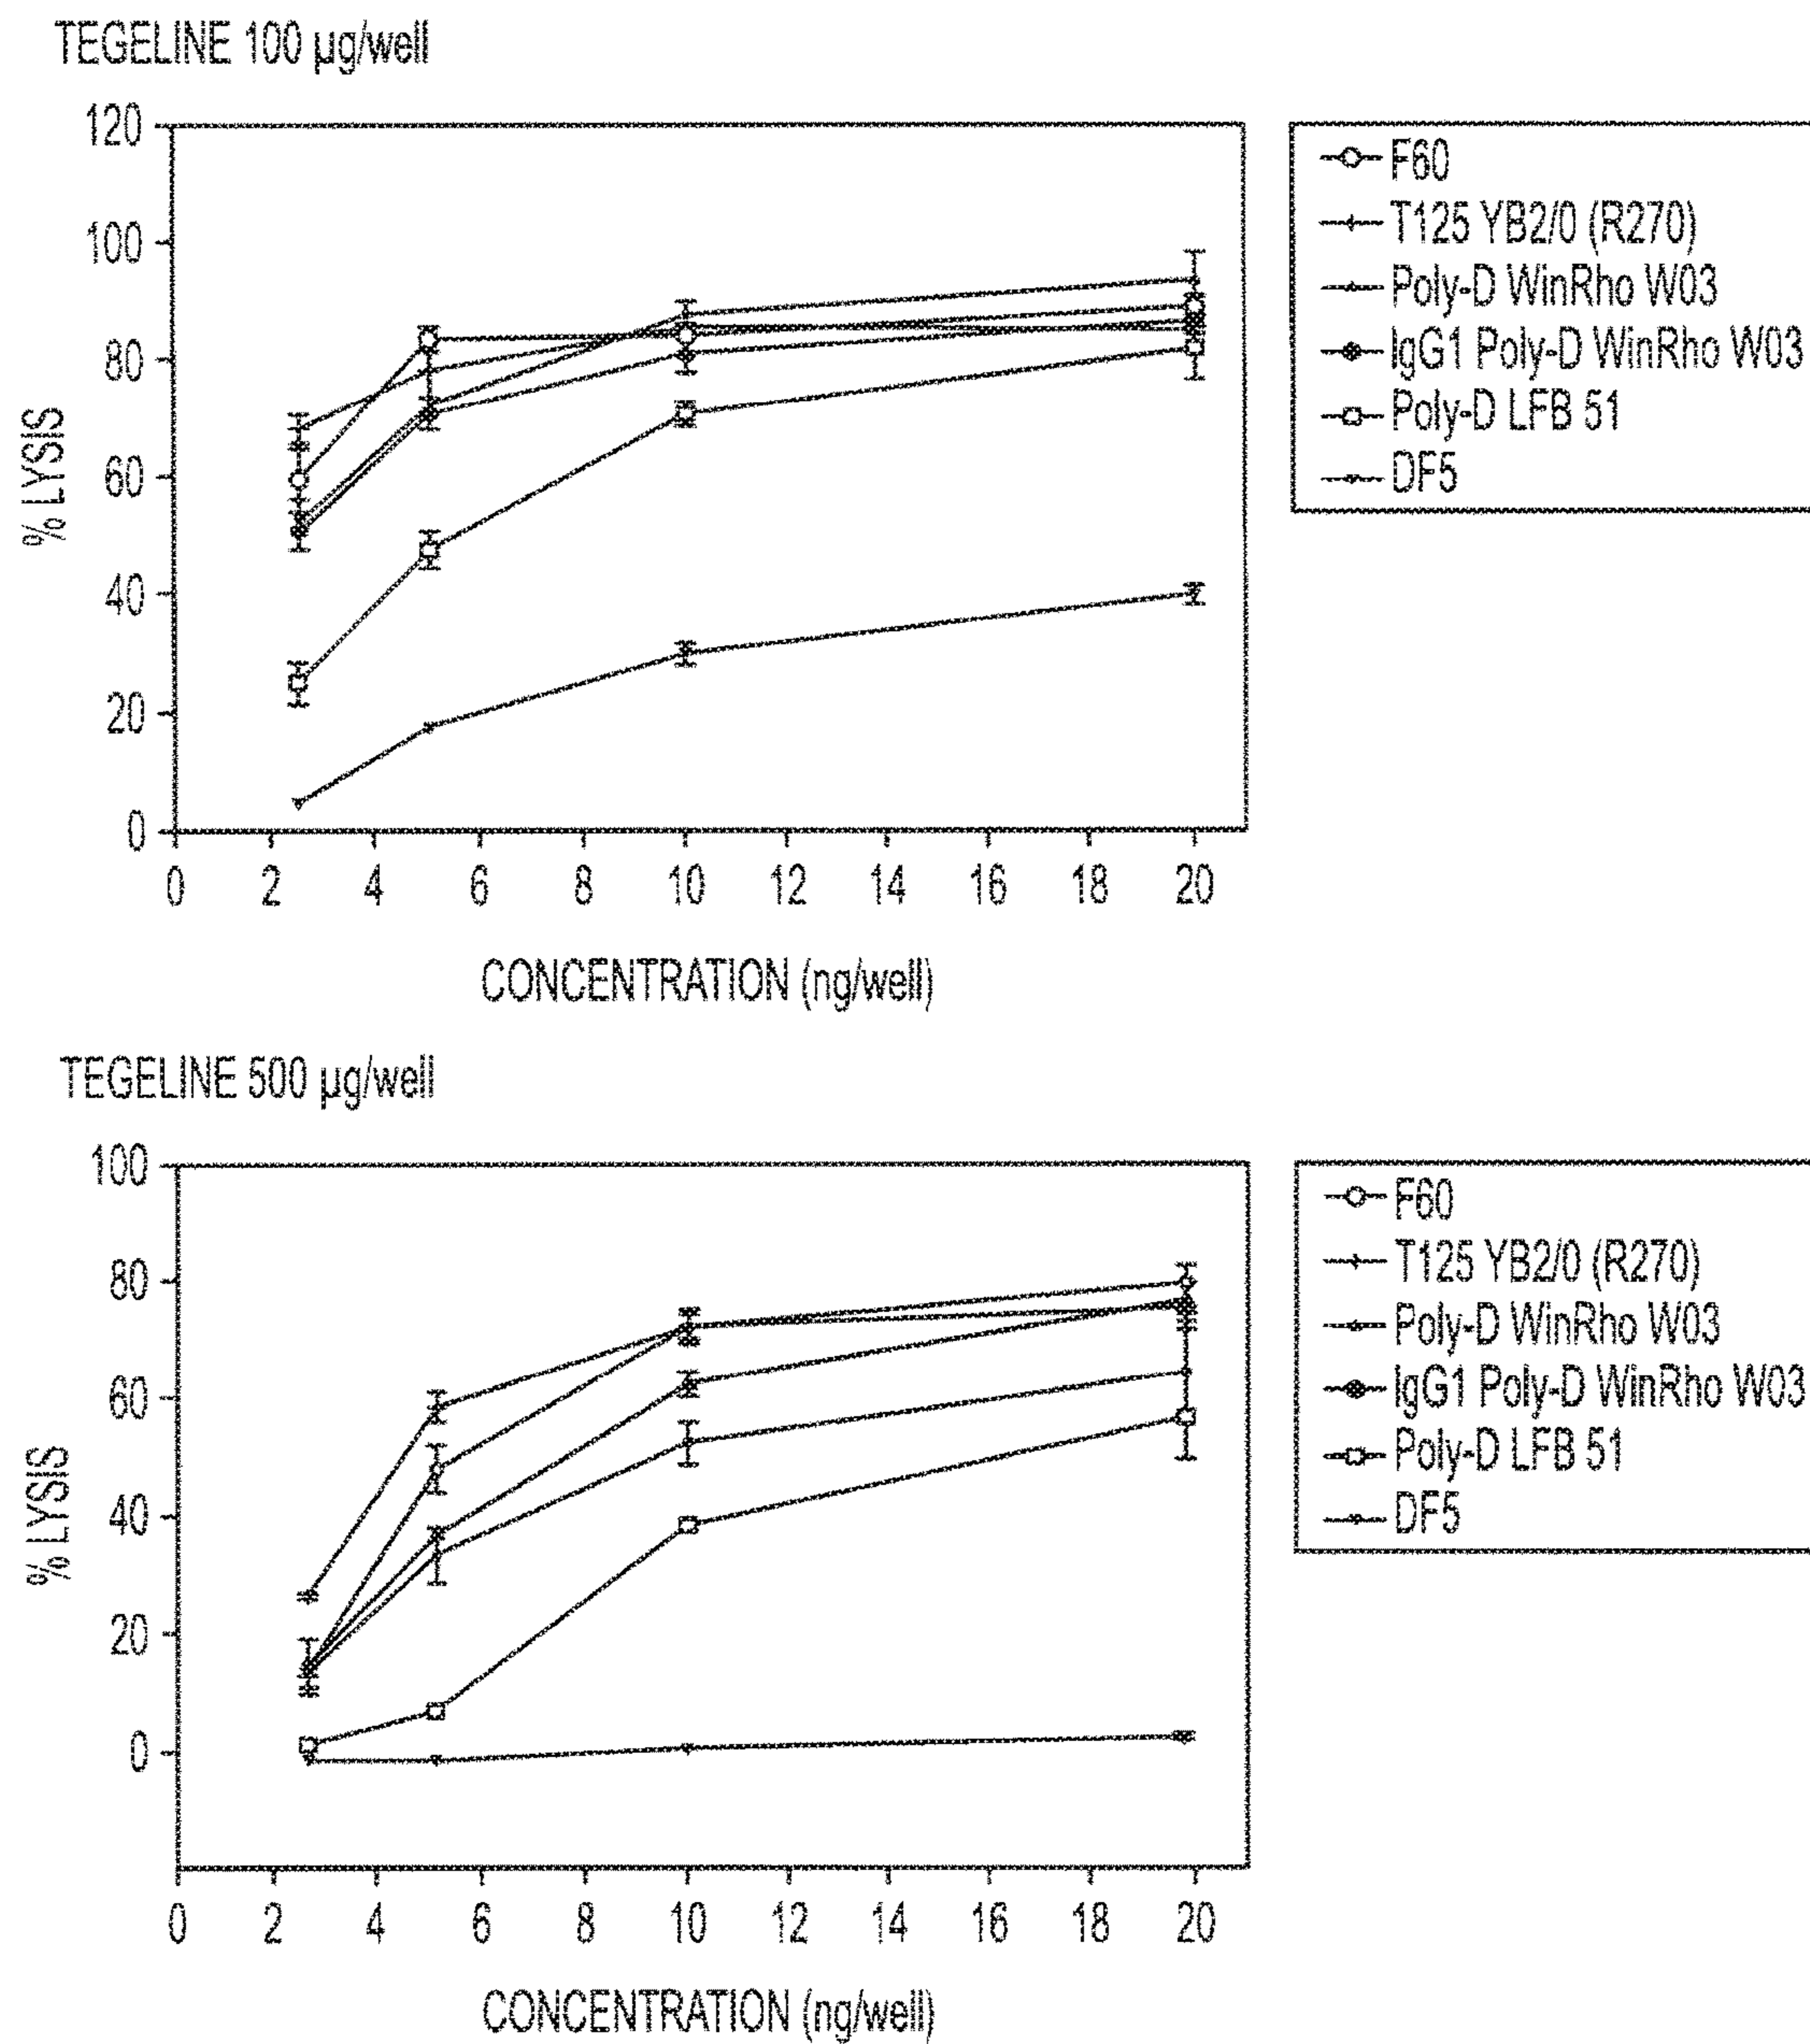 TEGELINE 100 µg/well
120
100
80
60
40
20
0
% LYSIS
0 2 4 6 8 10 12 14 16 18 20
CONCENTRATION (ng/well)
F60
T125 YB2/0 (R270)
Poly-D WinRho W03
IgG1 Poly-D WinRho W03
Poly-D LFB 51
DF5
TEGELINE 500 µg/well
100
80
60
40
20
0
% LYSIS
0 2 4 6 8 10 12 14 16 18 20
CONCENTRATION (ng/well)
F60
T125 YB2/0 (R270)
Poly-D WinRho W03
IgG1 Poly-D WinRho W03
Poly-D LFB 51
DF5